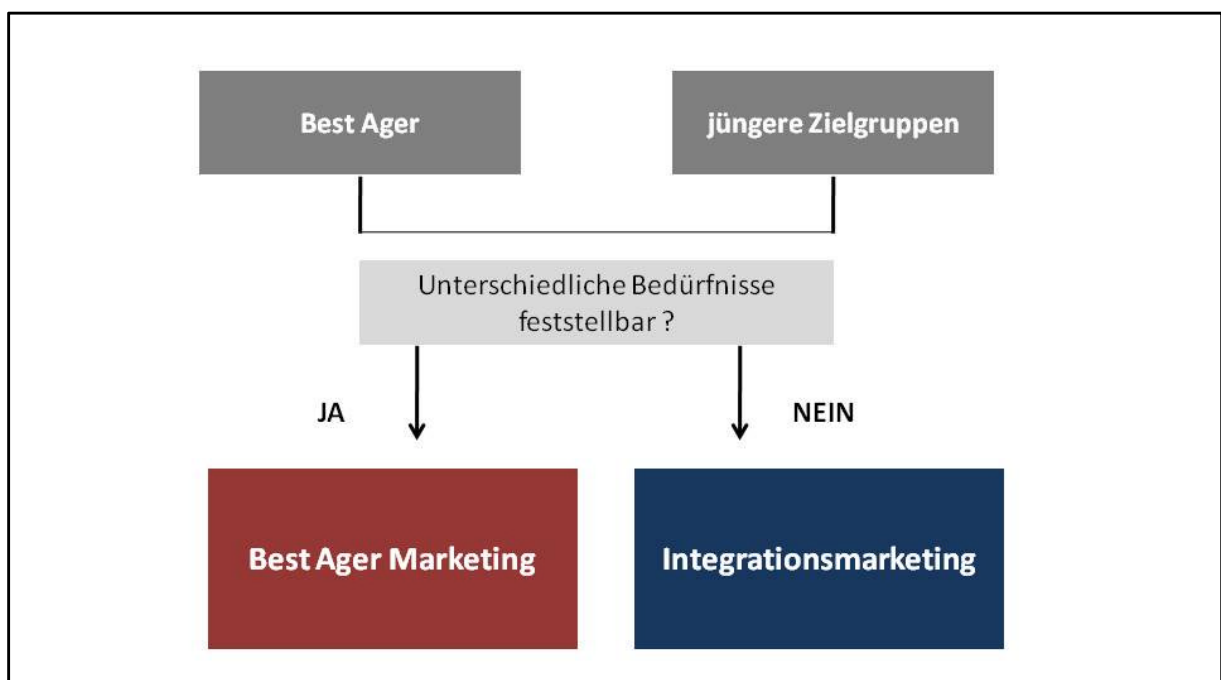 Best Ager
jüngere Zielgruppen
Unterschiedliche Bedürfnisse
feststellbar ?
JA
NEIN
Best Ager Marketing
Integrationsmarketing